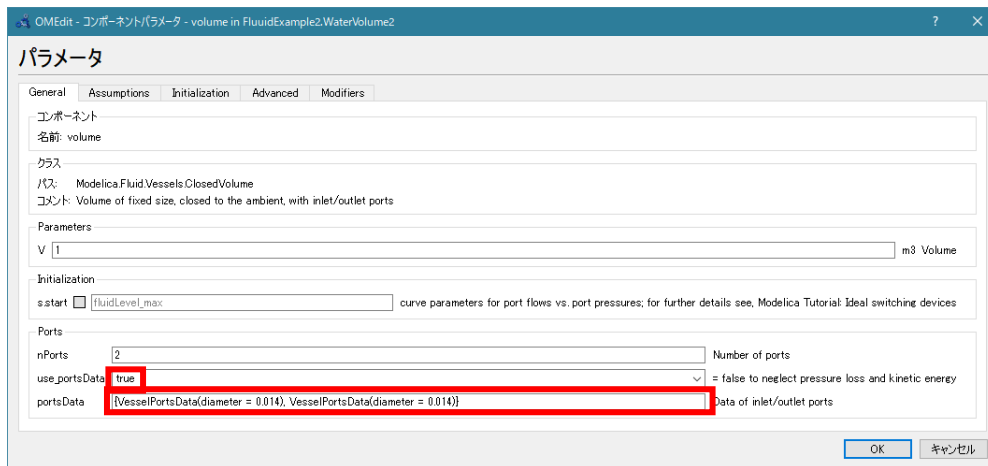 OMEdit - コンポーネントパラメータ - volume in FluuidExample2.WaterVolume2 ? ×
パラメータ
General Assumptions Initialization Advanced Modifiers
コンポーネント
名前: volume
クラス
パス: Modelica.Fluid.Vessels.ClosedVolume
コメント: Volume of fixed size, closed to the ambient, with inlet/outlet ports
Parameters
V 1 m3 Volume
Initialization
s.start fluidLevel_max curve parameters for port flows vs. port pressures; for further details see, Modelica Tutorial: Ideal switching devices
Ports
nPorts 2 Number of ports
use_portsData true = false to neglect pressure loss and kinetic energy
portsData {VesselPortsData(diameter = 0.014), VesselPortsData(diameter = 0.014)} Data of inlet/outlet ports
OK キャンセル